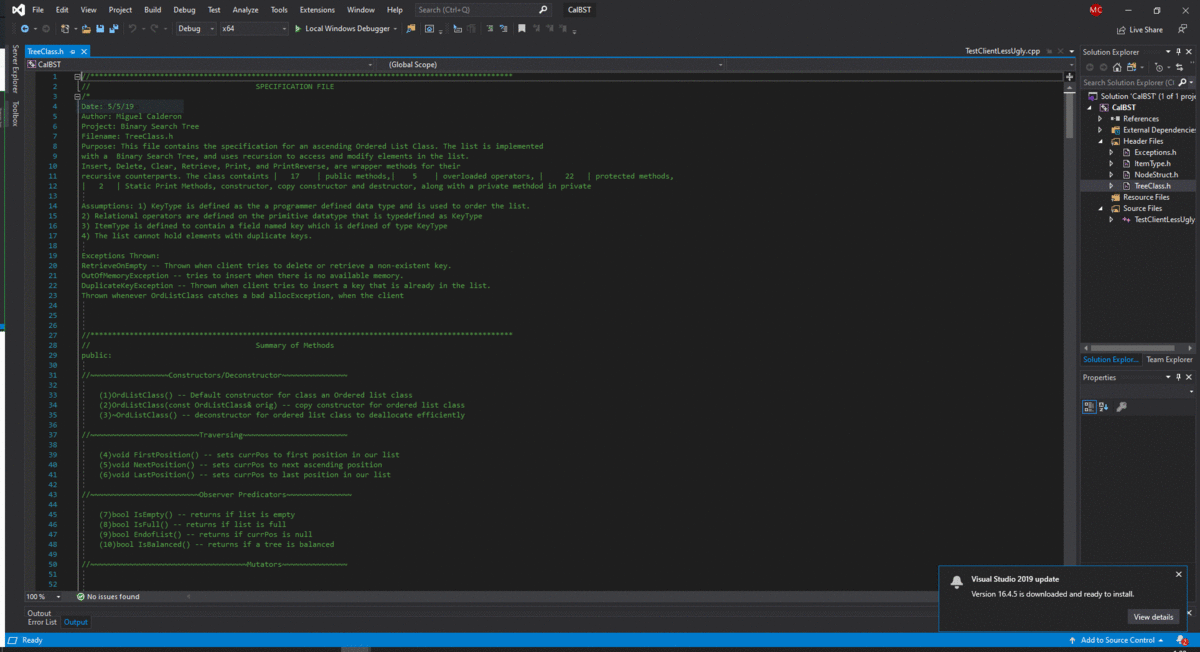 File Edit View Project Build Debug Test Analyze Tools Extensions Window Help Search (Ctrl+Q) CalBST MC
Debug x64 Local Windows Debugger Live Share
Server Explorer
Toolbox
TreeClass.h TestClientLessUgly.cpp
CalBST (Global Scope)
1 //
2 // SPECIFICATION FILE
3 /*
4 Date: 5/5/19
5 Author: Miguel Calderon
6 Project: Binary Search Tree
7 Filename: TreeClass.h
8 Purpose: This file contains the specification for an ascending Ordered List Class. The list is implemented
9 with a Binary Search Tree, and uses recursion to access and modify elements in the list.
10 Insert, Delete, Clear, Retrieve, Print, and PrintReverse, are wrapper methods for their
11 recursive counterparts. The class containts | 17 | public methods,| 5 | overloaded operators, | 22 | protected methods,
12 | 2 | Static Print Methods, constructor, copy constructor and destructor, along with a private methdod in private
13
14 Assumptions: 1) KeyType is defined as the a programmer defined data type and is used to order the list.
15 2) Relational operators are defined on the primitive datatype that is typedefined as KeyType
16 3) ItemType is defined to contain a field named key which is defined of type KeyType
17 4) The list cannot hold elements with duplicate keys.
18
19 Exceptions Thrown:
20 RetrieveOnEmpty -- Thrown when client tries to delete or retrieve a non-existent key.
21 OutOfMemoryException -- tries to insert when there is no available memory.
22 DuplicateKeyException -- Thrown when client tries to insert a key that is already in the list.
23 Thrown whenever OrdListClass catches a bad allocException, when the client
24
25
26
27 //
28 // Summary of Methods
29 public:
30
31 //~~~~~~~~~~~~~~~~~~Constructors/Deconstructor~~~~~~~~~~~~~~~
32
33 (1)OrdListClass() -- Default constructor for class an Ordered list class
34 (2)OrdListClass(const OrdListClass& orig) -- copy constructor for ordered list class
35 (3)~OrdListClass() -- deconstructor for ordered list class to deallocate efficiently
36
37 //~~~~~~~~~~~~~~~~~~~~~~~~~Traversing~~~~~~~~~~~~~~~~~~~~~~~~
38
39 (4)void FirstPosition() -- sets currPos to first position in our list
40 (5)void NextPosition() -- sets currPos to next ascending position
41 (6)void LastPosition() -- sets currPos to last position in our list
42
43 //~~~~~~~~~~~~~~~~~~~~~~~~~Observer Predicators~~~~~~~~~~~~~~~
44
45 (7)bool IsEmpty() -- returns if list is empty
46 (8)bool IsFull() -- returns if list is full
47 (9)bool EndofList() -- returns if currPos is null
48 (10)bool IsBalanced() -- returns if a tree is balanced
49
50 //~~~~~~~~~~~~~~~~~~~~~~~~~~~~~~~~~~~~Mutators~~~~~~~~~~~~~~~
51
52
100 % No issues found
Output
Error List Output
Ready
Solution Explorer
Search Solution Explorer (C
Solution 'CalBST' (1 of 1 proje
CalBST
References
External Dependencies
Header Files
Exceptions.h
ItemType.h
NodeStruct.h
TreeClass.h
Resource Files
Source Files
TestClientLessUgly
Solution Explor... Team Explorer
Properties
Visual Studio 2019 update
Version 16.4.5 is downloaded and ready to install.
View details
Add to Source Control